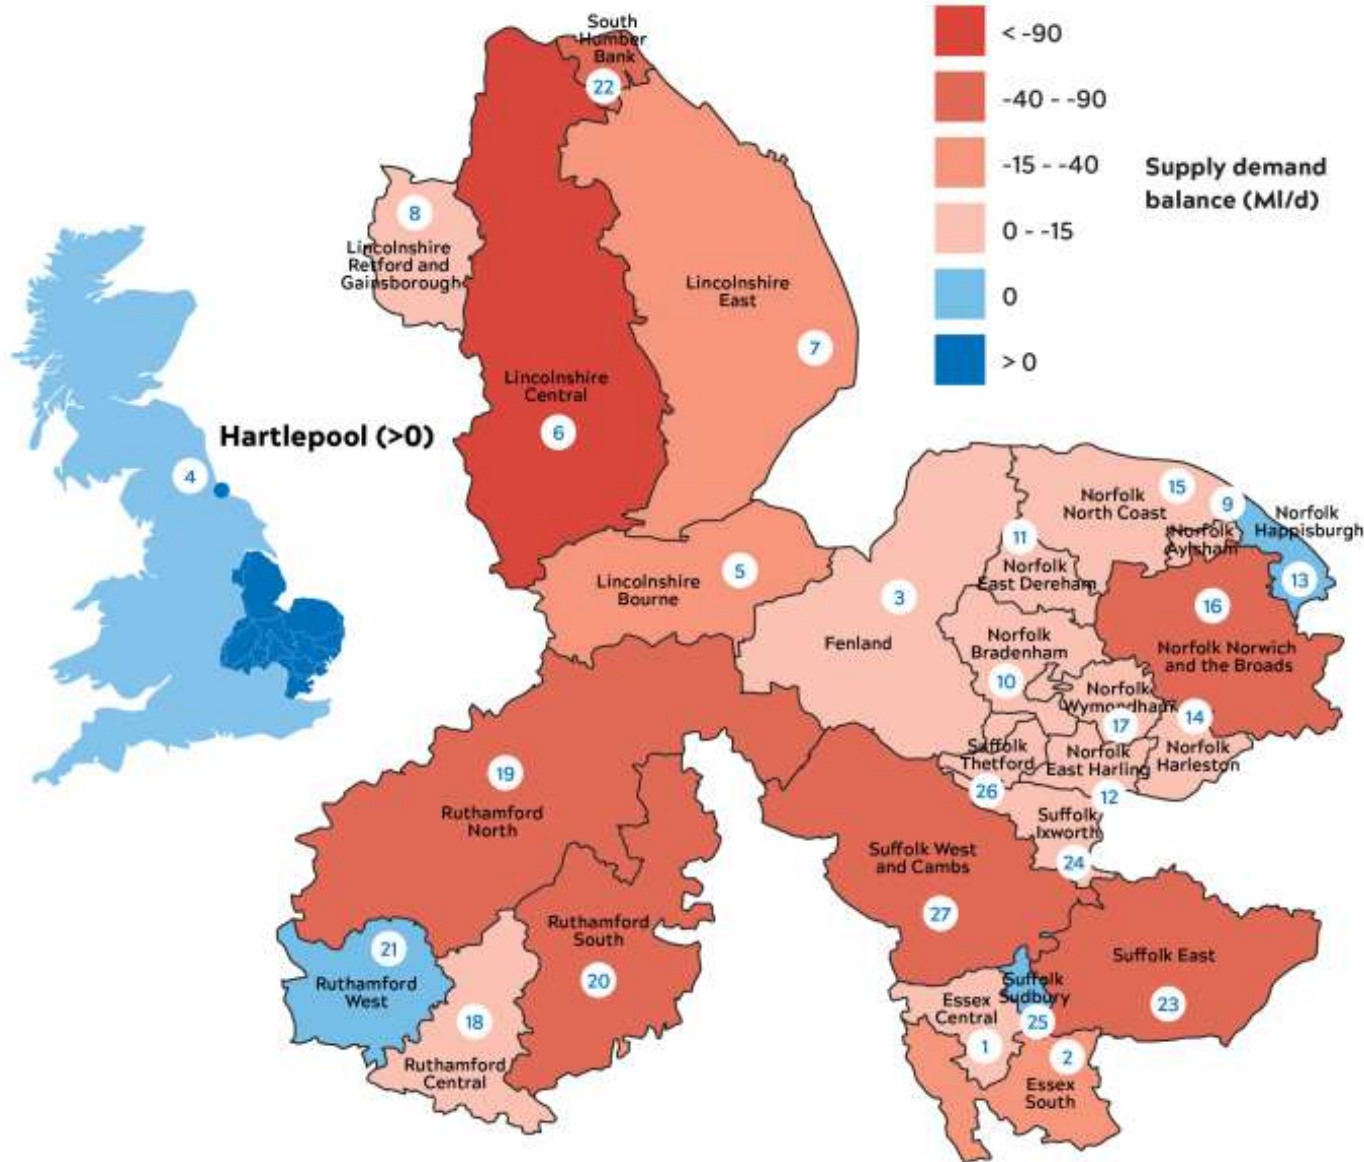 South
Humber
Bank
22
< -90
-40 - -90
-15 - -40
0 - -15
0
> 0
Supply demand
balance (Ml/d)
8
Lincolnshire
Retford and
Gainsborough
Lincolnshire
East
7
Lincolnshire
Central
6
Hartlepool (>0)
4
15
Norfolk
North Coast
9
Norfolk
Happisburgh
Norfolk
Aylsham
11
Norfolk
East Dereham
13
5
Lincolnshire
Bourne
3
Fenland
16
Norfolk Norwich
and the Broads
Norfolk
Bradenham
10
Norfolk
Wymondham
17
14
Suffolk
Thetford
26
Norfolk
East Harling
12
Norfolk
Harleston
19
Ruthamford
North
Suffolk
Ixworth
24
Suffolk West
and Cambs
27
Ruthamford
South
20
21
Ruthamford
West
18
Ruthamford
Central
Suffolk East
23
Suffolk
Sudbury
25
Essex
Central
1
2
Essex
South